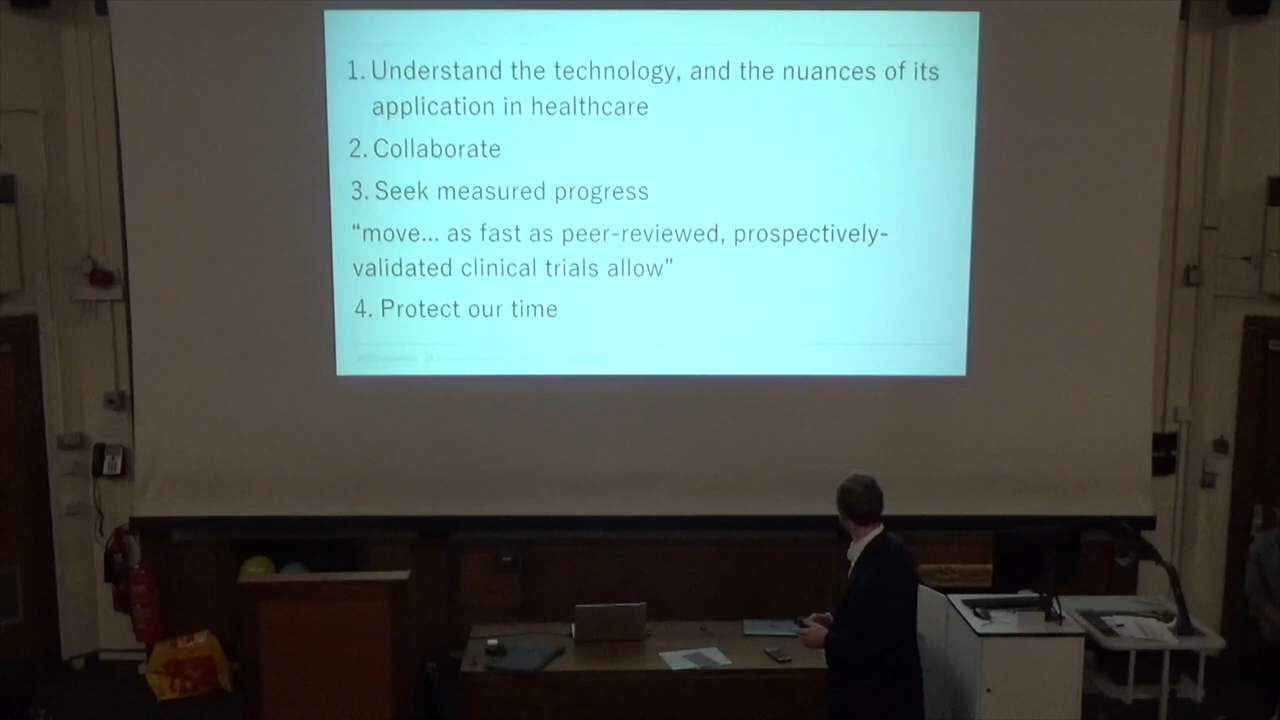 1. Understand the technology, and the nuances of its
application in healthcare
2. Collaborate
3. Seek measured progress
“move... as fast as peer-reviewed, prospectively-
validated clinical trials allow”
4. Protect our time